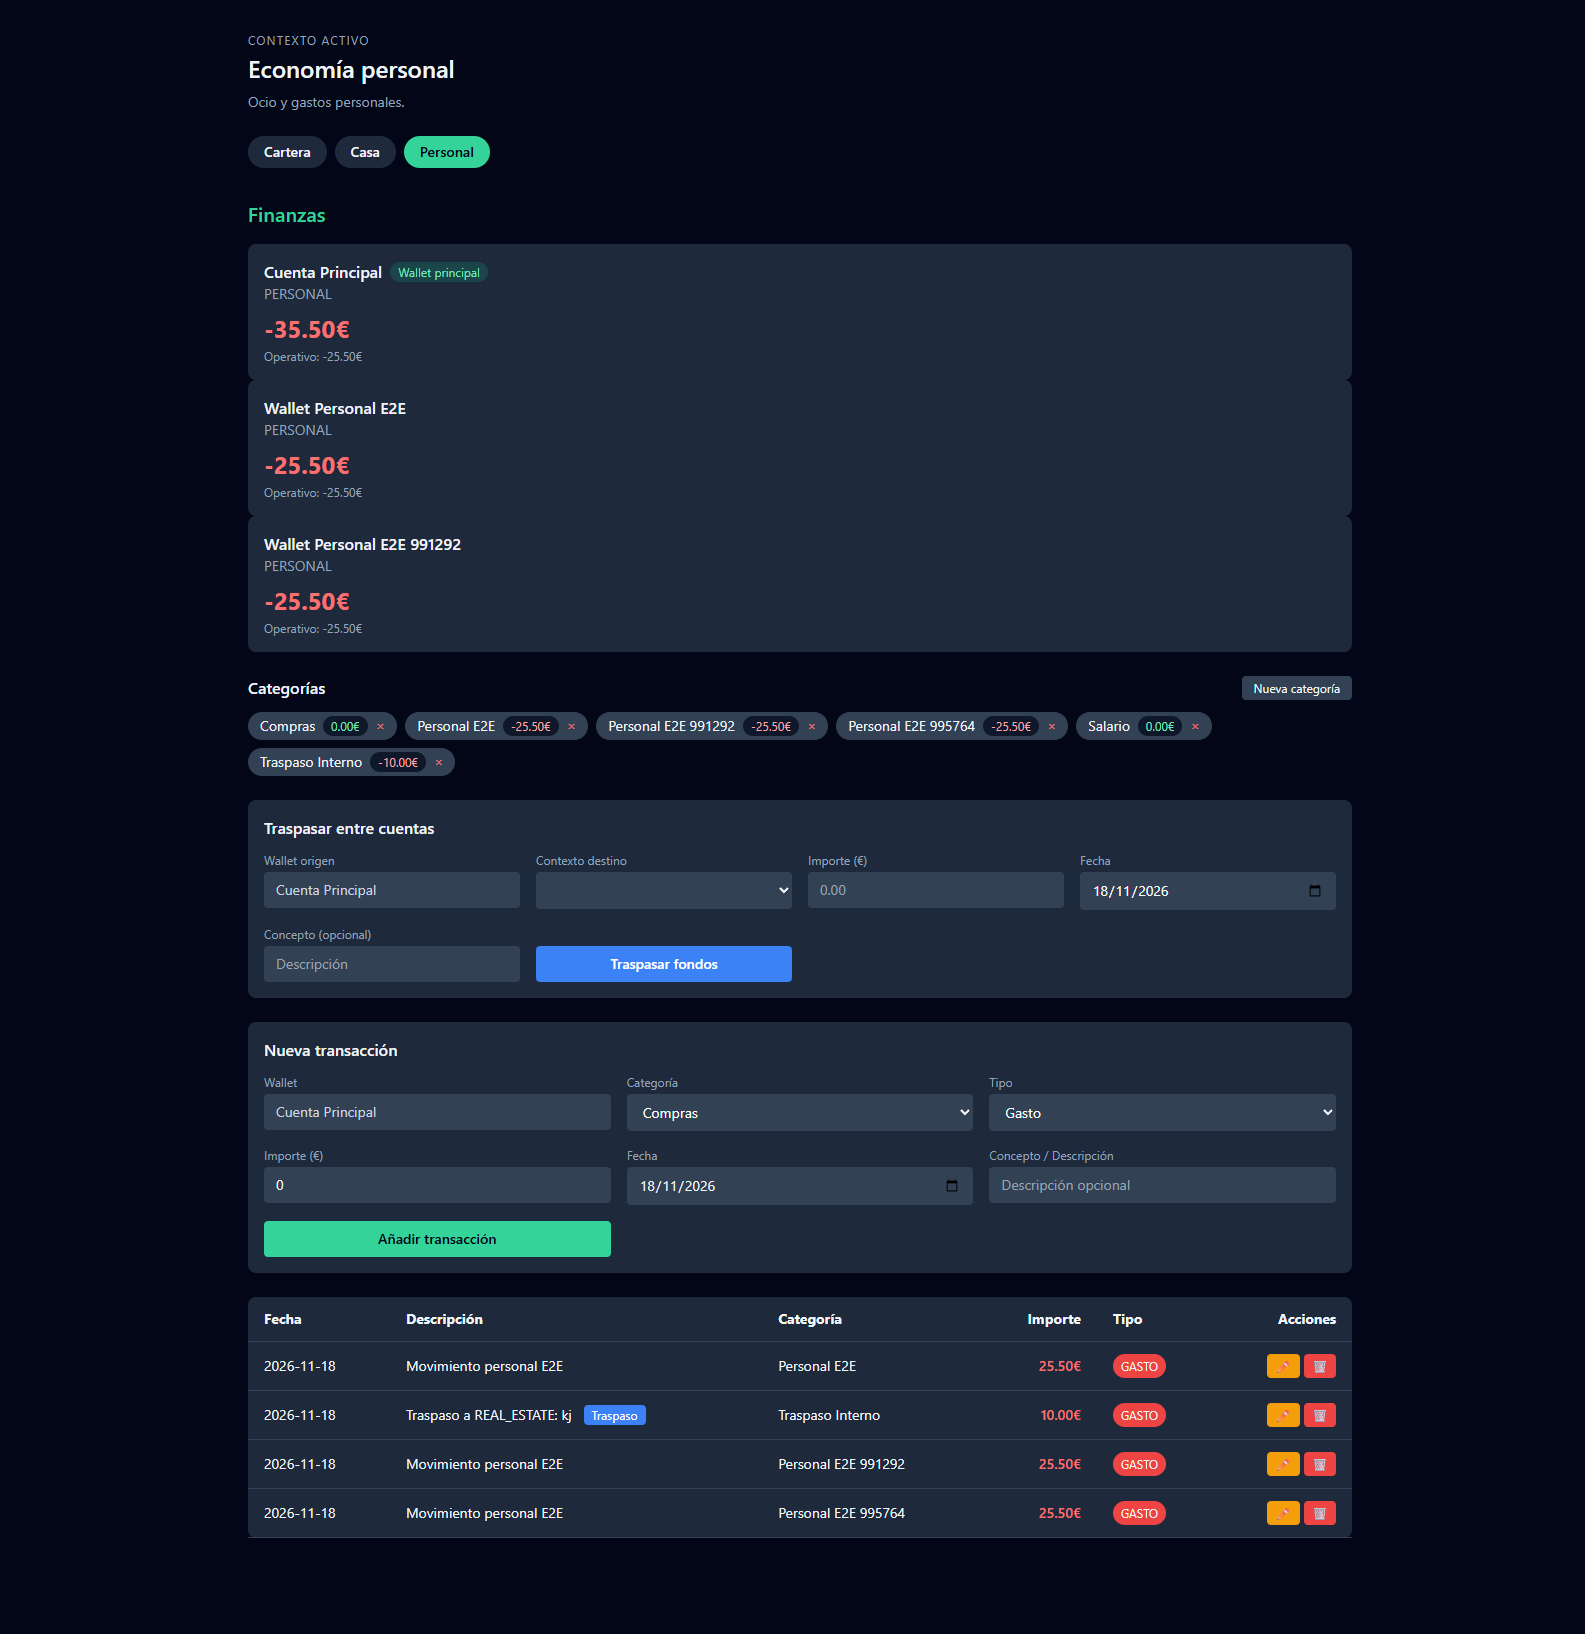 CONTEXTO ACTIVO
Economía personal
Ocio y gastos personales.
Cartera Casa Personal
Finanzas
Cuenta Principal Wallet principal
PERSONAL
-35.50€
Operativo: -25.50€
Wallet Personal E2E
PERSONAL
-25.50€
Operativo: -25.50€
Wallet Personal E2E 991292
PERSONAL
-25.50€
Operativo: -25.50€
Categorías Nueva categoría
Compras 0.00€ × Personal E2E -25.50€ × Personal E2E 991292 -25.50€ × Personal E2E 995764 -25.50€ × Salario 0.00€ ×
Traspaso Interno -10.00€ ×
Traspasar entre cuentas
Wallet origen Contexto destino Importe (€) Fecha
Cuenta Principal 0.00 18/11/2026
Concepto (opcional)
Descripción Traspasar fondos
Nueva transacción
Wallet Categoría Tipo
Cuenta Principal Compras Gasto
Importe (€) Fecha Concepto / Descripción
0 18/11/2026 Descripción opcional
Añadir transacción
Fecha Descripción Categoría Importe Tipo Acciones
2026-11-18 Movimiento personal E2E Personal E2E 25.50€ GASTO
2026-11-18 Traspaso a REAL_ESTATE: kj Traspaso Traspaso Interno 10.00€ GASTO
2026-11-18 Movimiento personal E2E Personal E2E 991292 25.50€ GASTO
2026-11-18 Movimiento personal E2E Personal E2E 995764 25.50€ GASTO